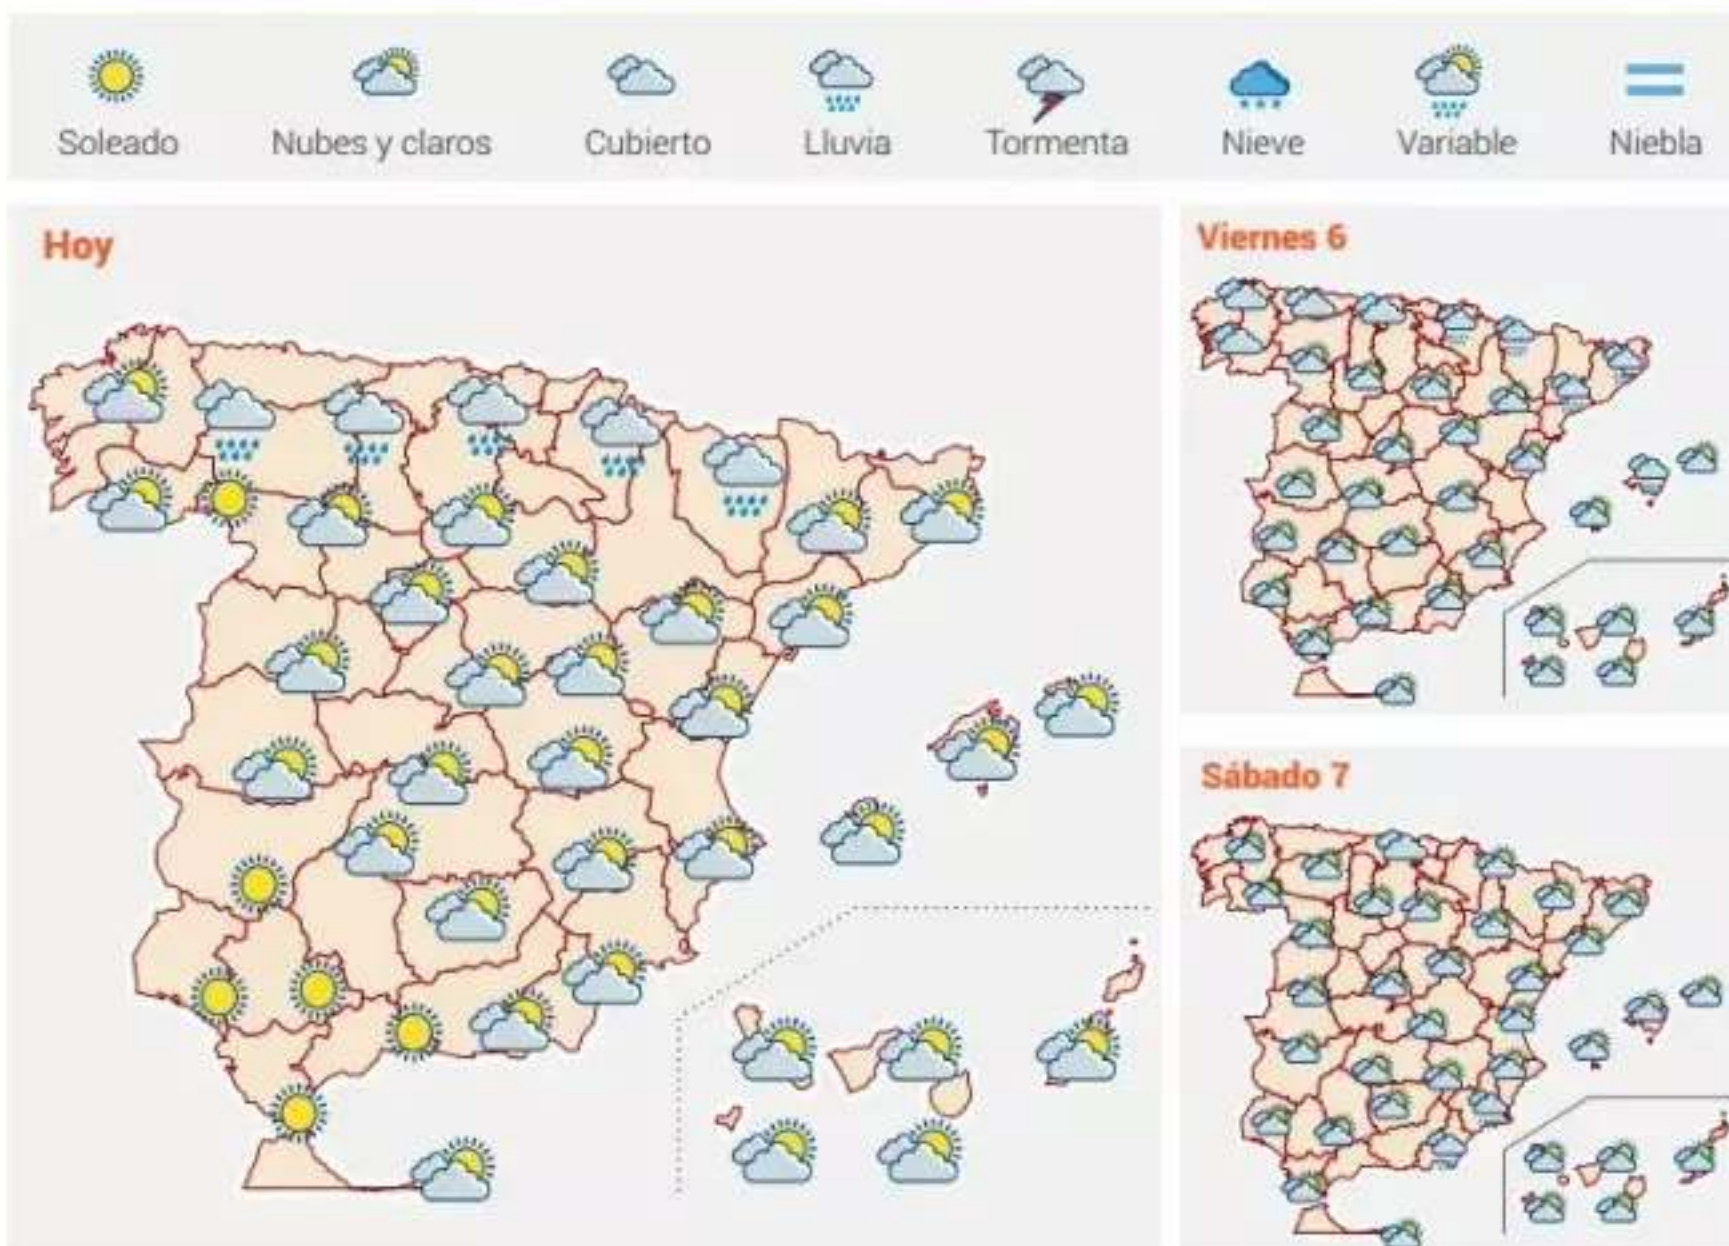 Soleado
Nubes y claros
Cubierto
Lluvia
Tormenta
Nieve
Variable
Niebla
Hoy
Viernes 6
Sábado 7